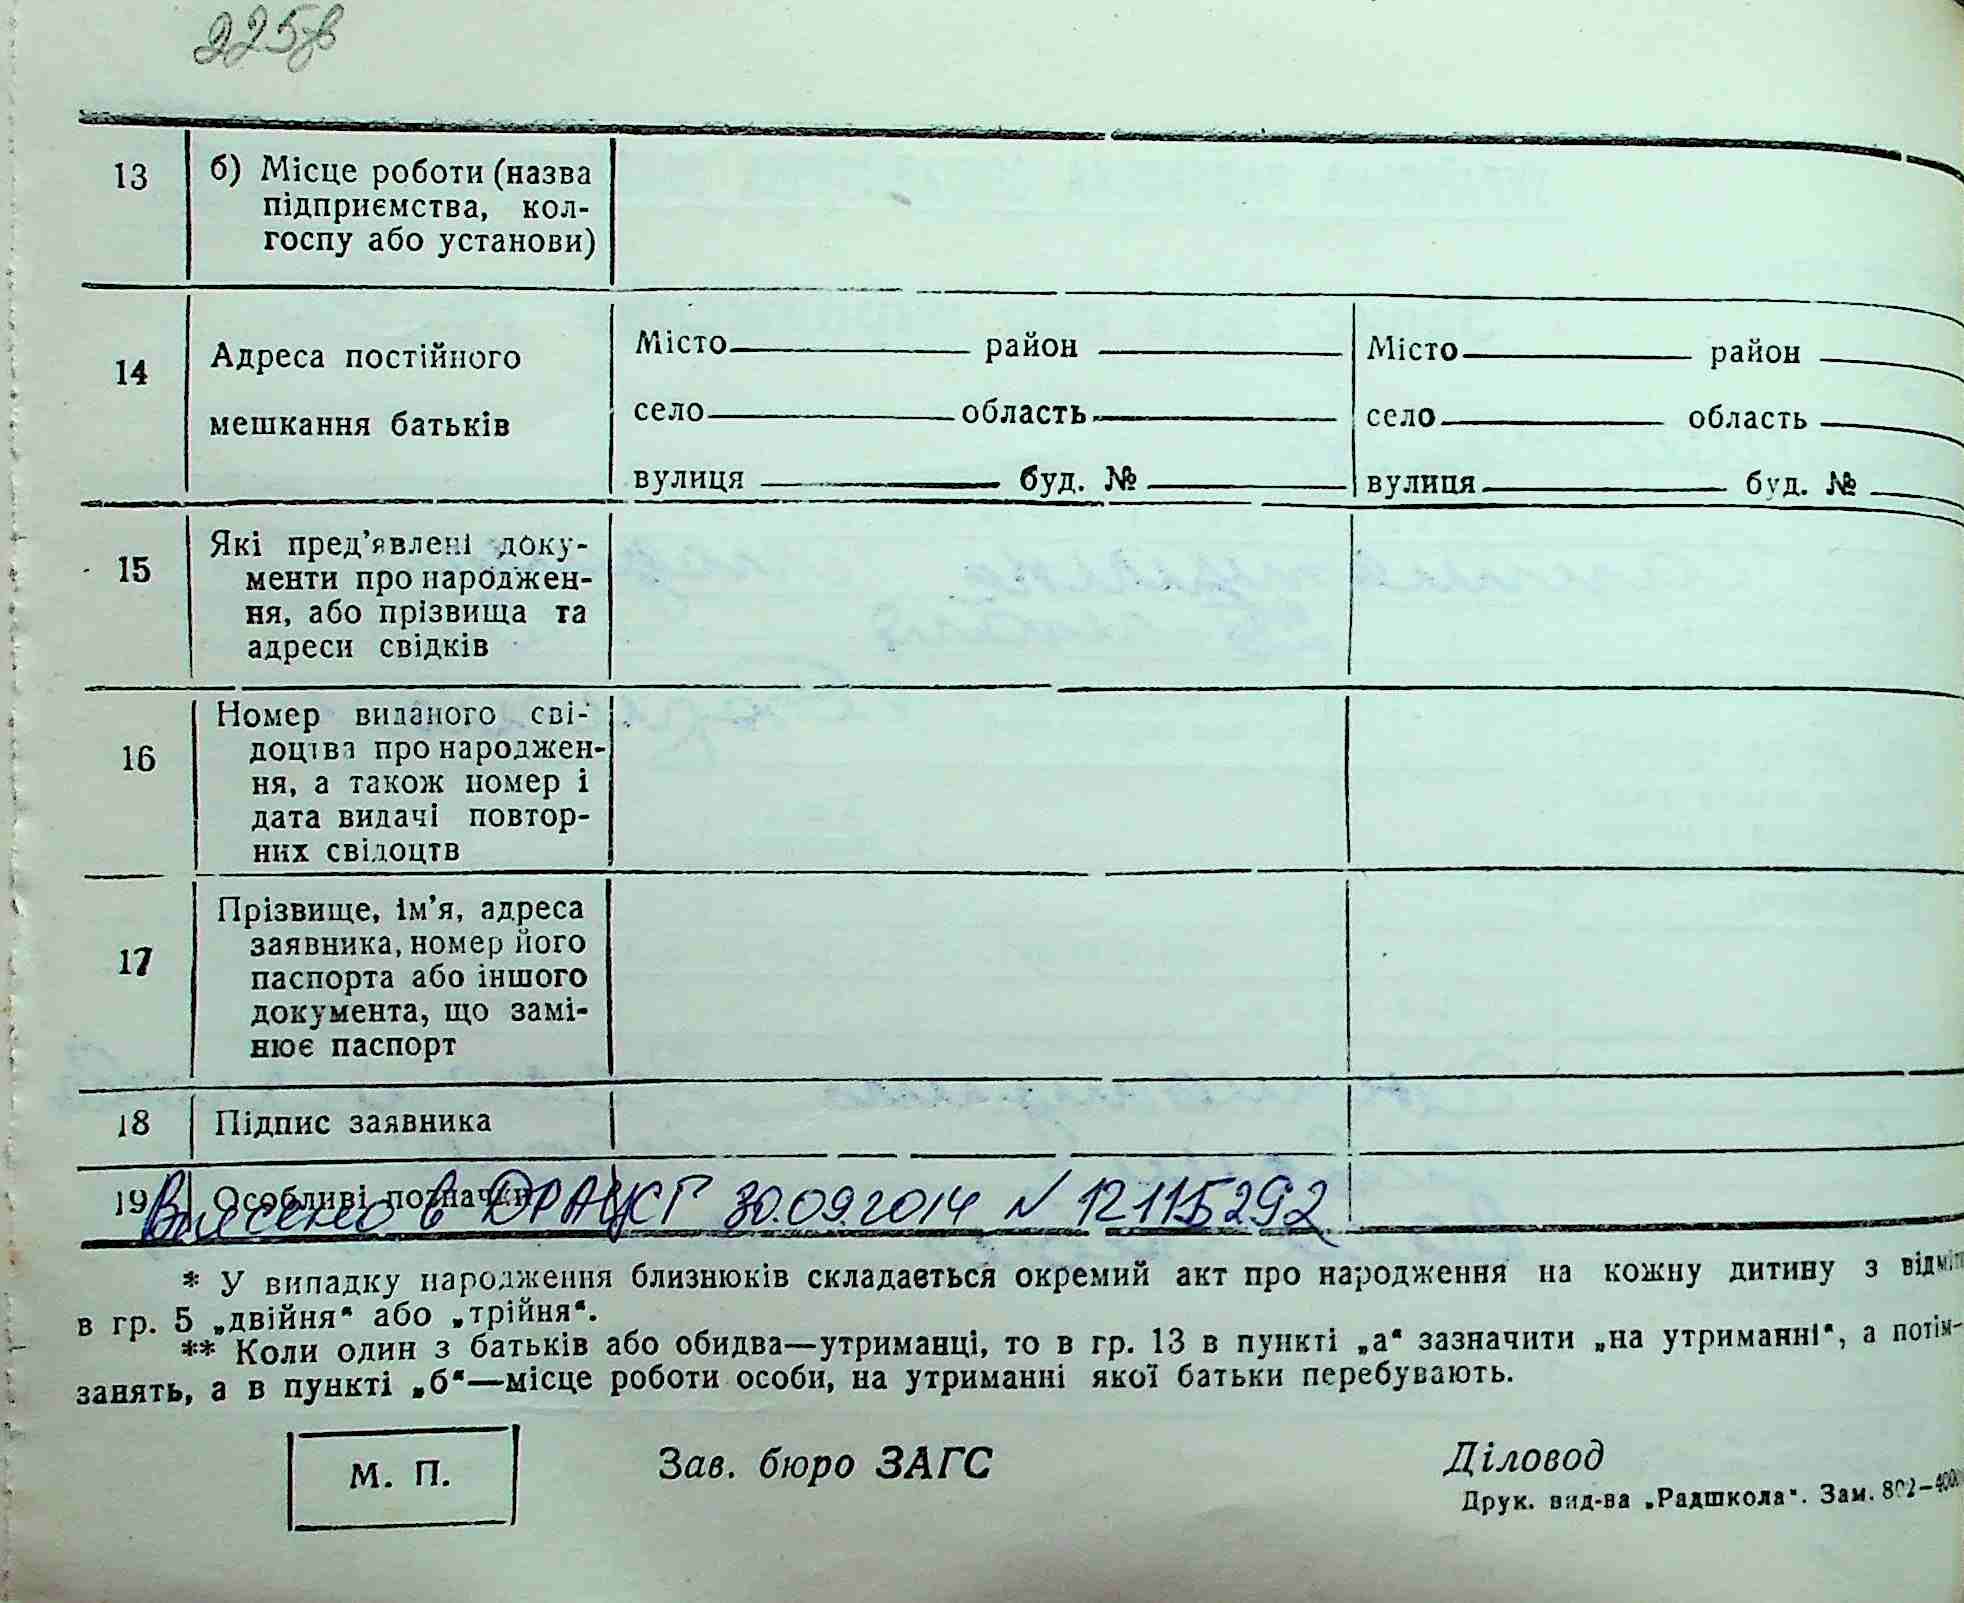 225зв
13 б) Місце роботи (назва
підприємства, кол-
госпу або установи)
14 Адреса постійного
мешкання батьків
Місто район
село область
вулиця буд. №
Місто район
село область
вулиця буд. №
15 Які пред’явлені доку-
менти про народжен-
ня, або прізвища та
адреси свідків
16 Номер виданого сві-
доцтва про народжен-
ня, а також номер і
дата видачі повтор-
них свідоцтв
17 Прізвище, ім’я, адреса
заявника, номер його
паспорта або іншого
документа, що замі-
нює паспорт
18 Підпис заявника
19 Особливі позначки
Внесено в ДРАЦСГ 30.09.2014 N 12115292
* У випадку народження близнюків складається окремий акт про народження на кожну дитину з відміт
в гр. 5 „двійня“ або „трійня“.
** Коли один з батьків або обидва—утриманці, то в гр. 13 в пункті „а“ зазначити „на утриманні“, а потім-
занять, а в пункті „б“—місце роботи особи, на утриманні якої батьки перебувають.
М. П.
Зав. бюро ЗАГС
Діловод
Друк. вид-ва „Радшкола“. Зам. 802—400